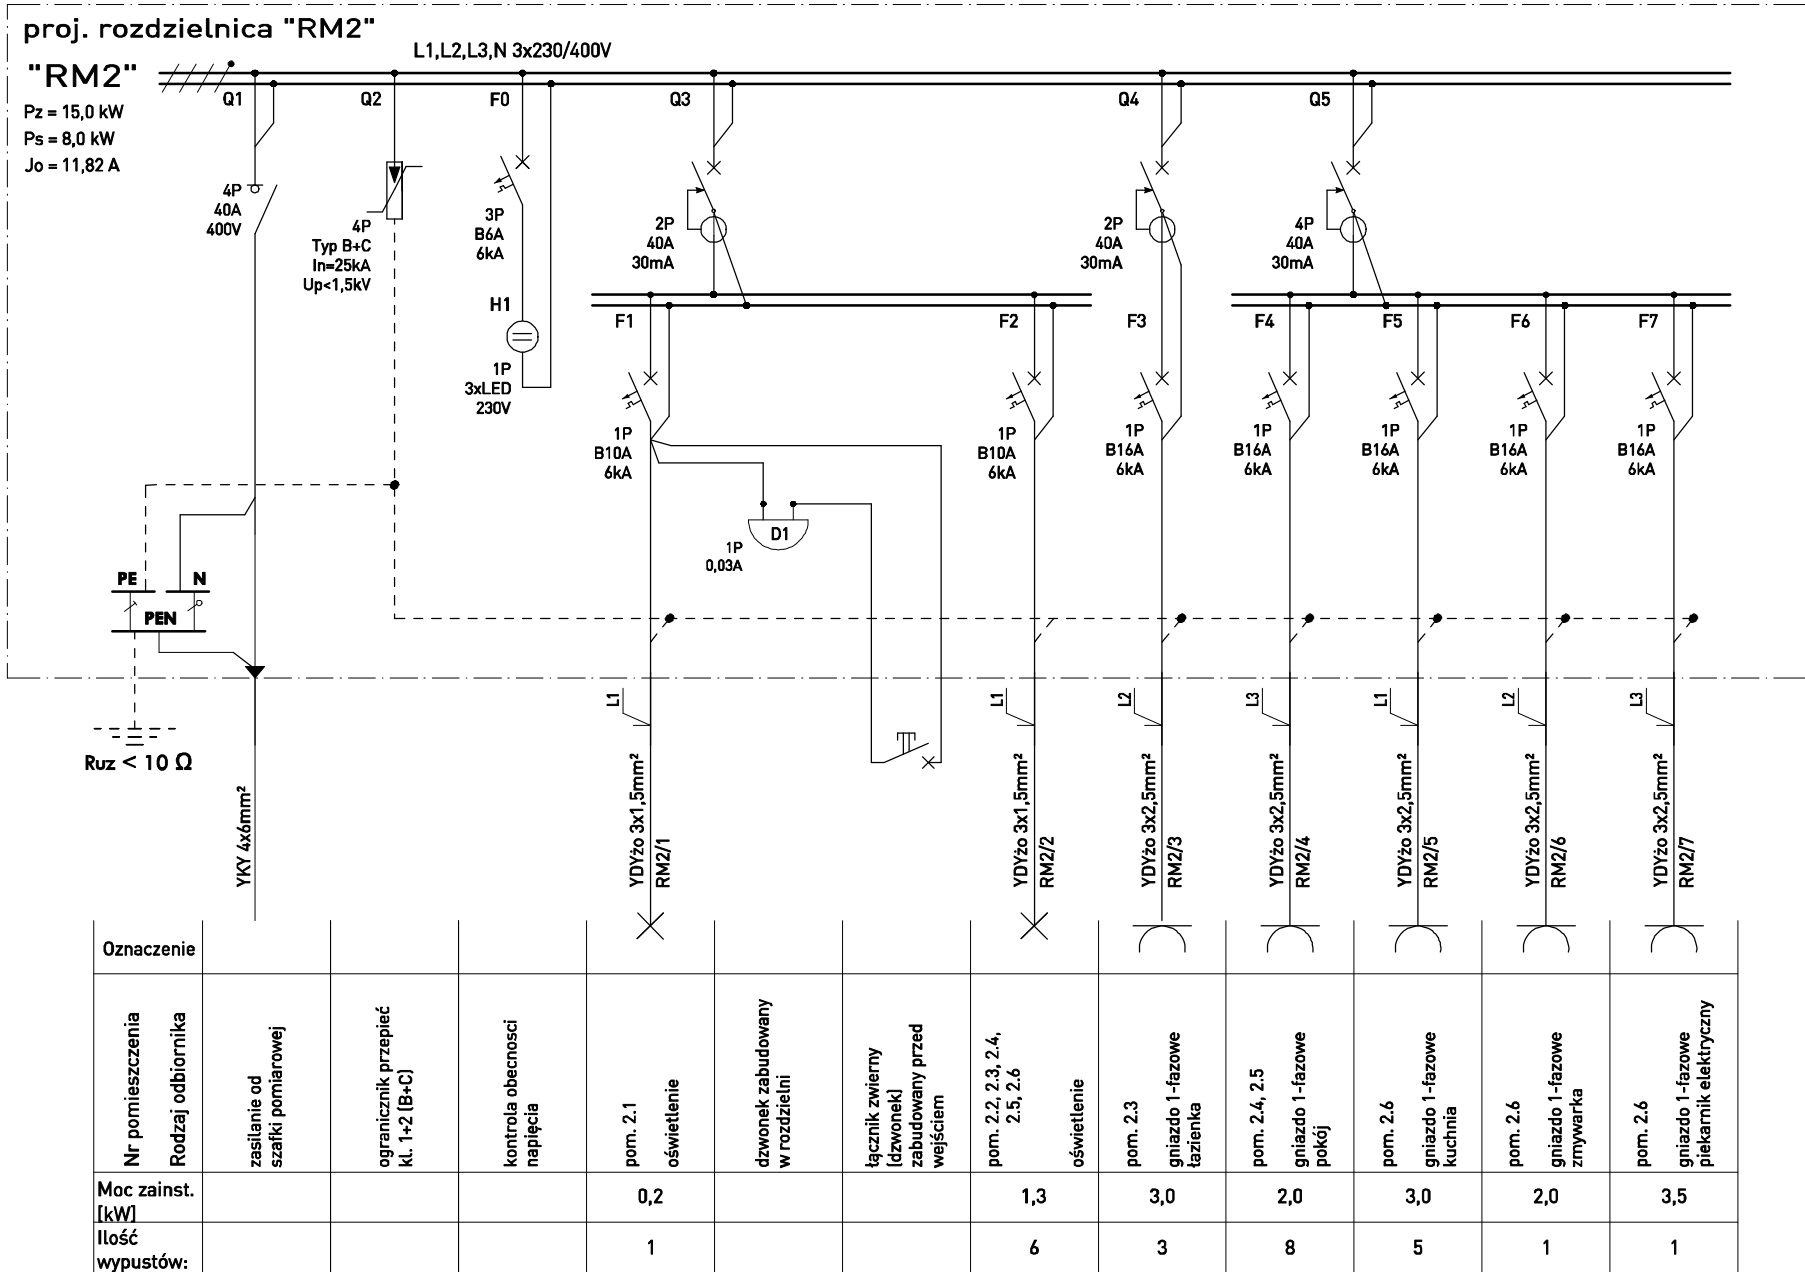 proj. rozdzielnica "RM2"
L1,L2,L3,N 3x230/400V
"RM2"
Pz = 15,0 kW
Ps = 8,0 kW
Jo = 11,82 A
Q1
Q2
F0
Q3
Q4
Q5
4P
40A
400V
4P
Typ B+C
In=25kA
Up<1,5kV
3P
B6A
6kA
H1
1P
3xLED
230V
2P
40A
30mA
2P
40A
30mA
4P
40A
30mA
F1
F2
F3
F4
F5
F6
F7
1P
B10A
6kA
1P
B10A
6kA
1P
B16A
6kA
1P
B16A
6kA
1P
B16A
6kA
1P
B16A
6kA
1P
B16A
6kA
D1
1P
0,03A
PE
N
PEN
Ruz < 10 Ω
L1
L1
L2
L3
L1
L2
L3
YKY 4x6mm²
YDYżo 3x1,5mm²
RM2/1
YDYżo 3x1,5mm²
RM2/2
YDYżo 3x2,5mm²
RM2/3
YDYżo 3x2,5mm²
RM2/4
YDYżo 3x2,5mm²
RM2/5
YDYżo 3x2,5mm²
RM2/6
YDYżo 3x2,5mm²
RM2/7
Oznaczenie
Nr pomieszczenia
Rodzaj odbiornika
zasilanie od
szafki pomiarowej
ogranicznik przepieć
kl. 1+2 (B+C)
kontrola obecnosci
napięcia
pom. 2.1
oświetlenie
dzwonek zabudowany
w rozdzielni
łącznik zwierny
(dzwonek)
zabudowany przed
wejściem
pom. 2.2, 2.3, 2.4,
2.5, 2.6
oświetlenie
pom. 2.3
gniazdo 1-fazowe
łazienka
pom. 2.4, 2.5
gniazdo 1-fazowe
pokój
pom. 2.6
gniazdo 1-fazowe
kuchnia
pom. 2.6
gniazdo 1-fazowe
zmywarka
pom. 2.6
gniazdo 1-fazowe
piekarnik elektryczny
Moc zainst.
[kW]
0,2
1,3
3,0
2,0
3,0
2,0
3,5
Ilość
wypustów:
1
6
3
8
5
1
1